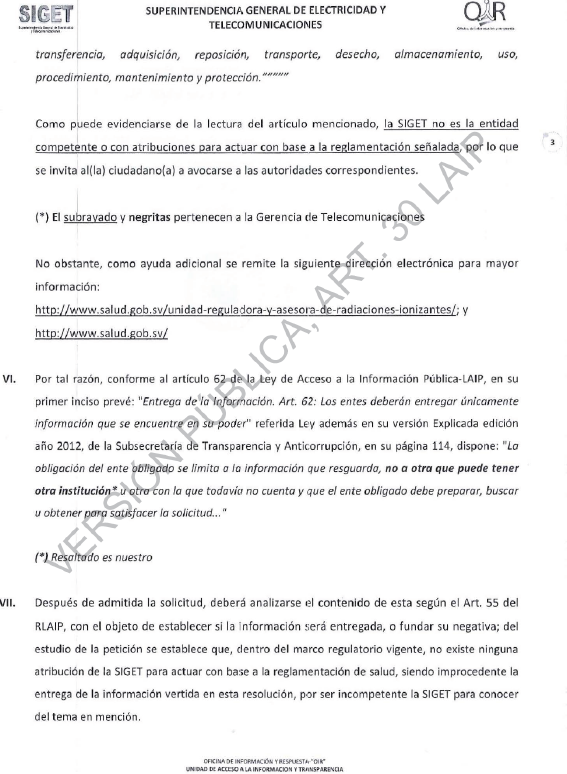 SIGET
SUPERINTENDENCIA GENERAL DE ELECTRICIDAD Y
TELECOMUNICACIONES
OIR
transferencia, adquisición, reposición, transporte, desecho, almacenamiento, uso,
procedimiento, mantenimiento y protección."""""
Como puede evidenciarse de la lectura del artículo mencionado, la SIGET no es la entidad
competente o con atribuciones para actuar con base a la reglamentación señalada, por lo que
se invita al(la) ciudadano(a) a avocarse a las autoridades correspondientes.
3
(*) El subrayado y negritas pertenecen a la Gerencia de Telecomunicaciones
No obstante, como ayuda adicional se remite la siguiente dirección electrónica para mayor
información:
http://www.salud.gob.sv/unidad-reguladora-y-asesora-de-radiaciones-ionizantes/; y
http://www.salud.gob.sv/
VI. Por tal razón, conforme al artículo 62 de la Ley de Acceso a la Información Pública-LAIP, en su
primer inciso prevé: "Entrega de la Información. Art. 62: Los entes deberán entregar únicamente
información que se encuentre en su poder" referida Ley además en su versión Explicada edición
año 2012, de la Subsecretaría de Transparencia y Anticorrupción, en su página 114, dispone: "La
obligación del ente obligado se limita a la información que resguarda, no a otra que puede tener
otra institución* u otra con la que todavía no cuenta y que el ente obligado debe preparar, buscar
u obtener para satisfacer la solicitud..."
(*) Resaltado es nuestro
VII. Después de admitida la solicitud, deberá analizarse el contenido de esta según el Art. 55 del
RLAIP, con el objeto de establecer si la información será entregada, o fundar su negativa; del
estudio de la petición se establece que, dentro del marco regulatorio vigente, no existe ninguna
atribución de la SIGET para actuar con base a la reglamentación de salud, siendo improcedente la
entrega de la información vertida en esta resolución, por ser incompetente la SIGET para conocer
del tema en mención.
VERSION PUBLICA, ART. 30 LAIP
OFICINA DE INFORMACIÓN Y RESPUESTA "OIR"
UNIDAD DE ACCESO A LA INFORMACION Y TRANSPARENCIA